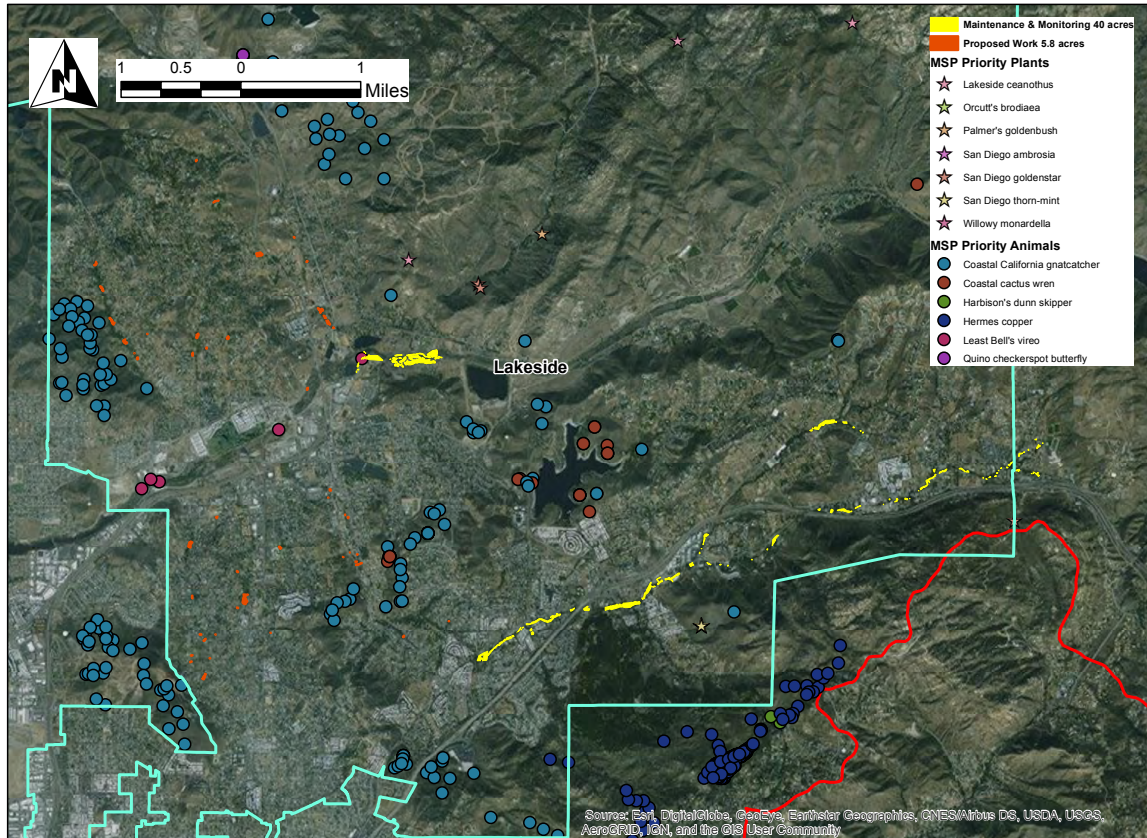 N
1 0.5 0 1
Miles
Maintenance & Monitoring 40 acres
Proposed Work 5.8 acres
MSP Priority Plants
Lakeside ceanothus
Orcutt's brodiaea
Palmer's goldenbush
San Diego ambrosia
San Diego goldenstar
San Diego thorn-mint
Willowy monardella
MSP Priority Animals
Coastal California gnatcatcher
Coastal cactus wren
Harbison's dunn skipper
Hermes copper
Least Bell's vireo
Quino checkerspot butterfly
Lakeside
Source: Esri, DigitalGlobe, GeoEye, Earthstar Geographics, CNES/Airbus DS, USDA, USGS,
AeroGRID, IGN, and the GIS User Community